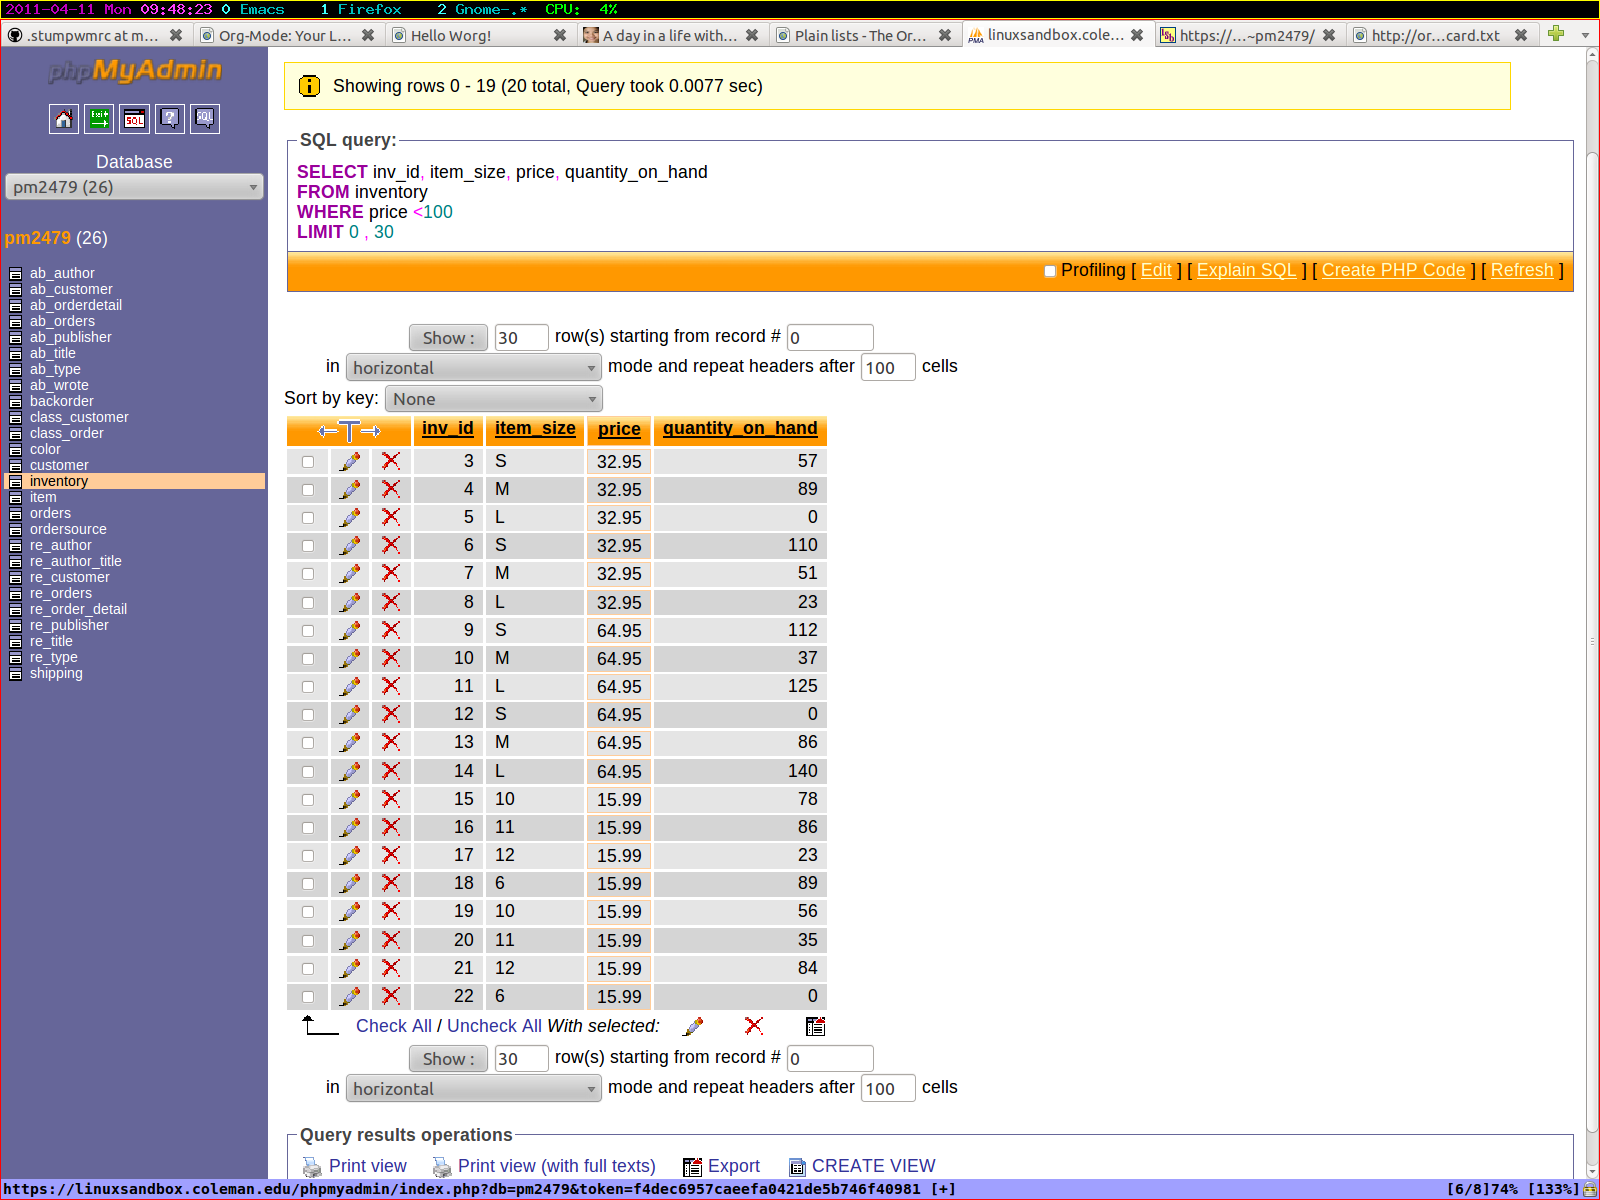 2011-04-11 Mon 09:48:23 0 Emacs 1 Firefox 2 Gnome-.* CPU: 4%
.stumpwmrc at m... Org-Mode: Your L... Hello Worg! A day in a life with... Plain lists - The Or... linuxsandbox.cole... https://...~pm2479/ http://or...card.txt
phpMyAdmin
Exit SQL ? SQL
Database
pm2479 (26)
pm2479 (26)
ab_author
ab_customer
ab_orderdetail
ab_orders
ab_publisher
ab_title
ab_type
ab_wrote
backorder
class_customer
class_order
color
customer
inventory
item
orders
ordersource
re_author
re_author_title
re_customer
re_orders
re_order_detail
re_publisher
re_title
re_type
shipping
Showing rows 0 - 19 (20 total, Query took 0.0077 sec)
SQL query:
SELECT inv_id, item_size, price, quantity_on_hand
FROM inventory
WHERE price <100
LIMIT 0 , 30
Profiling [ Edit ] [ Explain SQL ] [ Create PHP Code ] [ Refresh ]
Show : 30 row(s) starting from record # 0
in horizontal mode and repeat headers after 100 cells
Sort by key: None
←T→ inv_id item_size price quantity_on_hand
3 S 32.95 57
4 M 32.95 89
5 L 32.95 0
6 S 32.95 110
7 M 32.95 51
8 L 32.95 23
9 S 64.95 112
10 M 64.95 37
11 L 64.95 125
12 S 64.95 0
13 M 64.95 86
14 L 64.95 140
15 10 15.99 78
16 11 15.99 86
17 12 15.99 23
18 6 15.99 89
19 10 15.99 56
20 11 15.99 35
21 12 15.99 84
22 6 15.99 0
Check All / Uncheck All With selected:
Show : 30 row(s) starting from record # 0
in horizontal mode and repeat headers after 100 cells
Query results operations
Print view Print view (with full texts) Export CREATE VIEW
https://linuxsandbox.coleman.edu/phpmyadmin/index.php?db=pm2479&token=f4dec6957caeefa0421de5b746f40981 [+] [6/8]74% [133%]